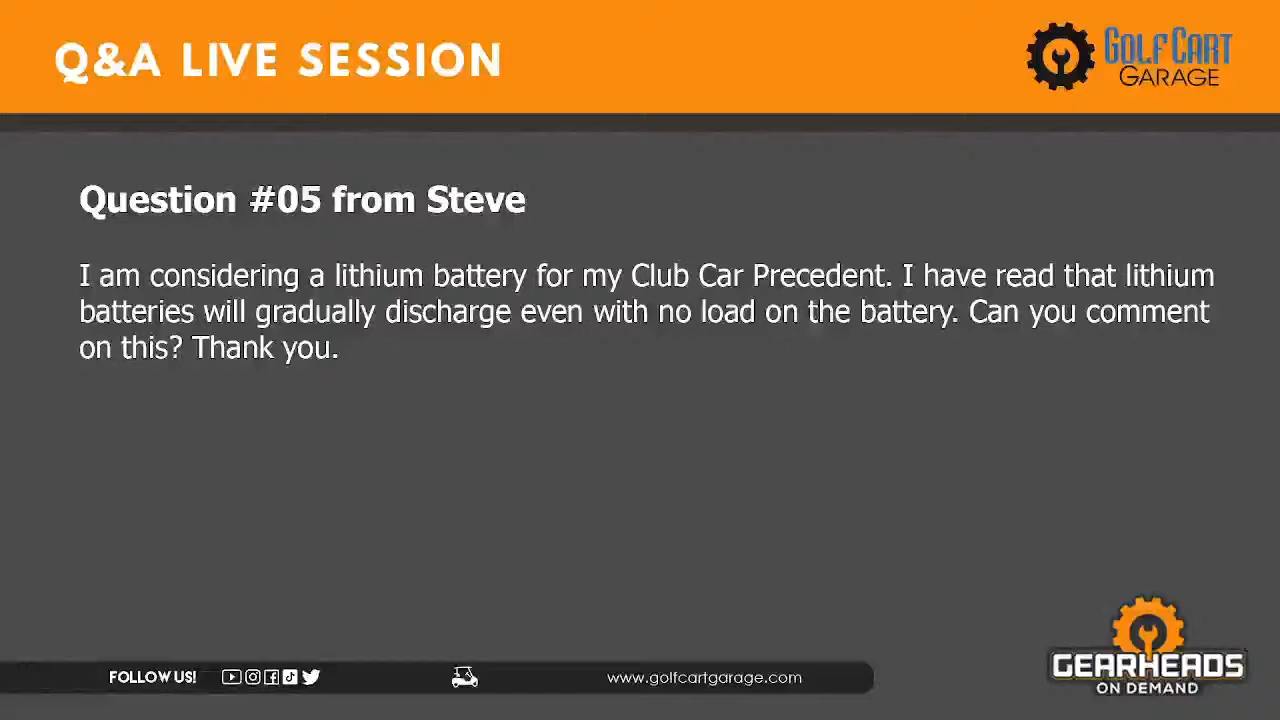 Q&A LIVE SESSION
GOLF CART
GARAGE
Question #05 from Steve
I am considering a lithium battery for my Club Car Precedent. I have read that lithium
batteries will gradually discharge even with no load on the battery. Can you comment
on this? Thank you.
FOLLOW US!
www.golfcartgarage.com
GEARHEADS
ON DEMAND